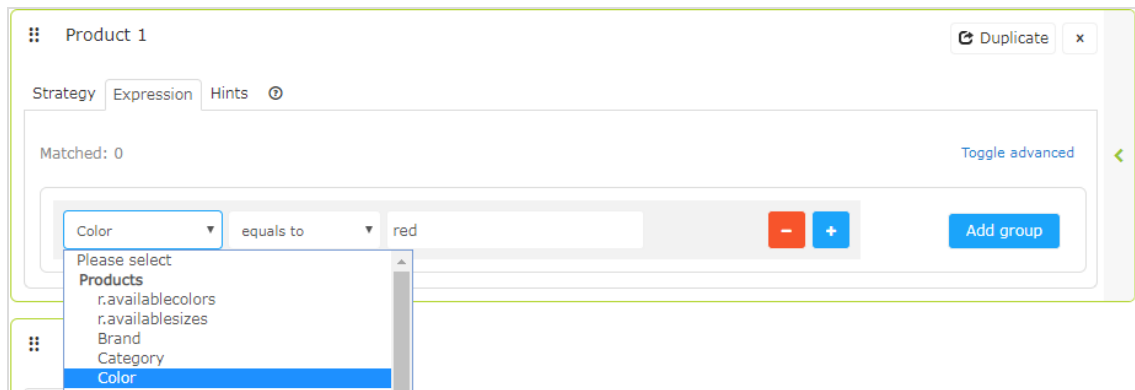 Product 1
Duplicate x
Strategy Expression Hints ?
Matched: 0 Toggle advanced
Color equals to red - + Add group
Please select
Products
r.availablecolors
r.availablesizes
Brand
Category
Color